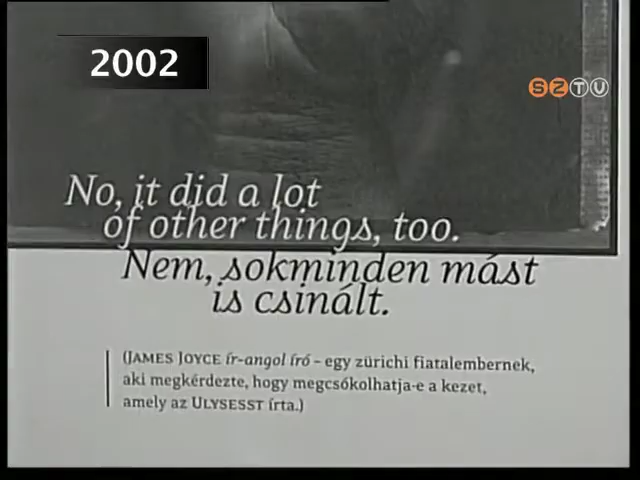 2002
SZTV
No, it did a lot
of other things, too.
Nem, sokminden mást
is csinált.
(JAMES JOYCE ír-angol író – egy zürichi fiatalembernek,
aki megkérdezte, hogy megcsókolhatja-e a kezet,
amely az ULYSESST írta.)